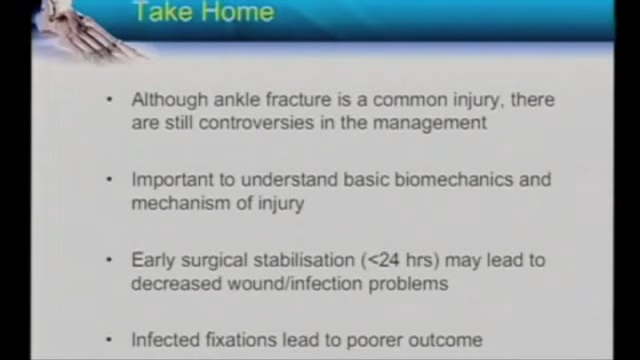 Take Home
• Although ankle fracture is a common injury, there
are still controversies in the management
• Important to understand basic biomechanics and
mechanism of injury
• Early surgical stabilisation (<24 hrs) may lead to
decreased wound/infection problems
• Infected fixations lead to poorer outcome